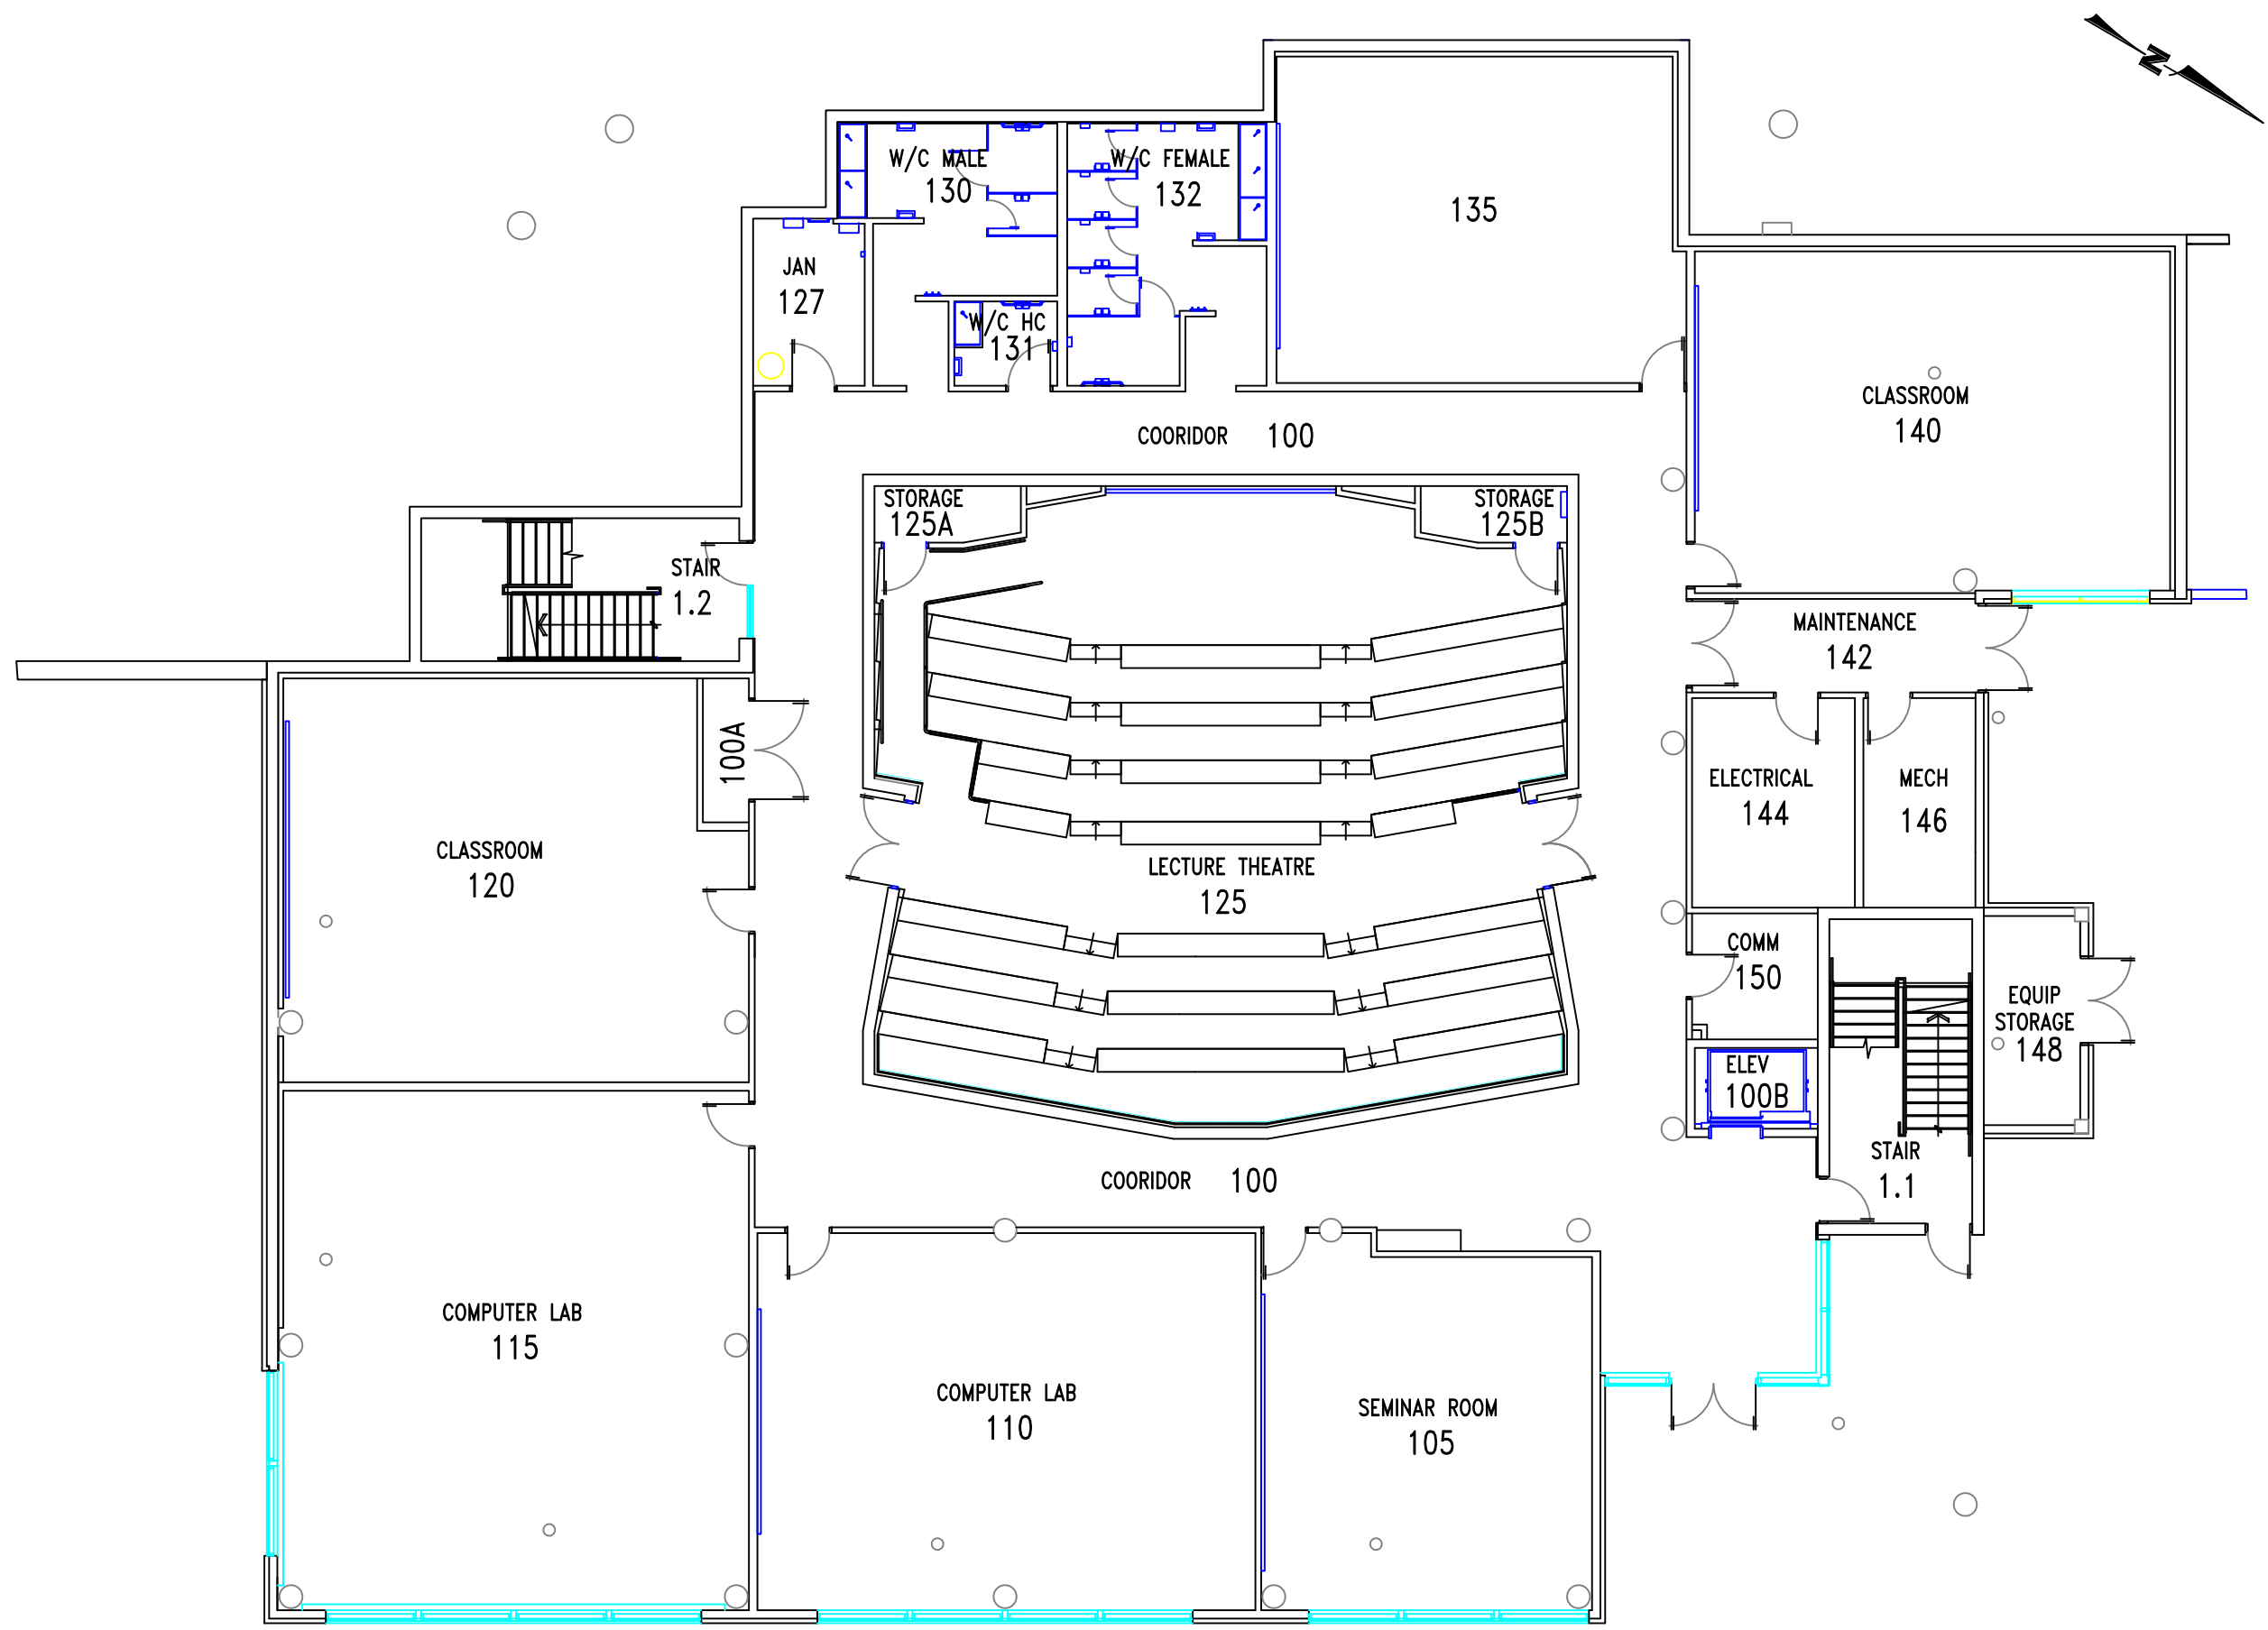 N
W/C MALE
130
W/C FEMALE
132
135
JAN
127
W/C HC
131
CLASSROOM
140
COORIDOR 100
STORAGE
125A
STORAGE
125B
STAIR
1.2
MAINTENANCE
142
100A
ELECTRICAL
144
MECH
146
CLASSROOM
120
LECTURE THEATRE
125
COMM
150
EQUIP
STORAGE
148
ELEV
100B
STAIR
1.1
COORIDOR 100
COMPUTER LAB
115
COMPUTER LAB
110
SEMINAR ROOM
105